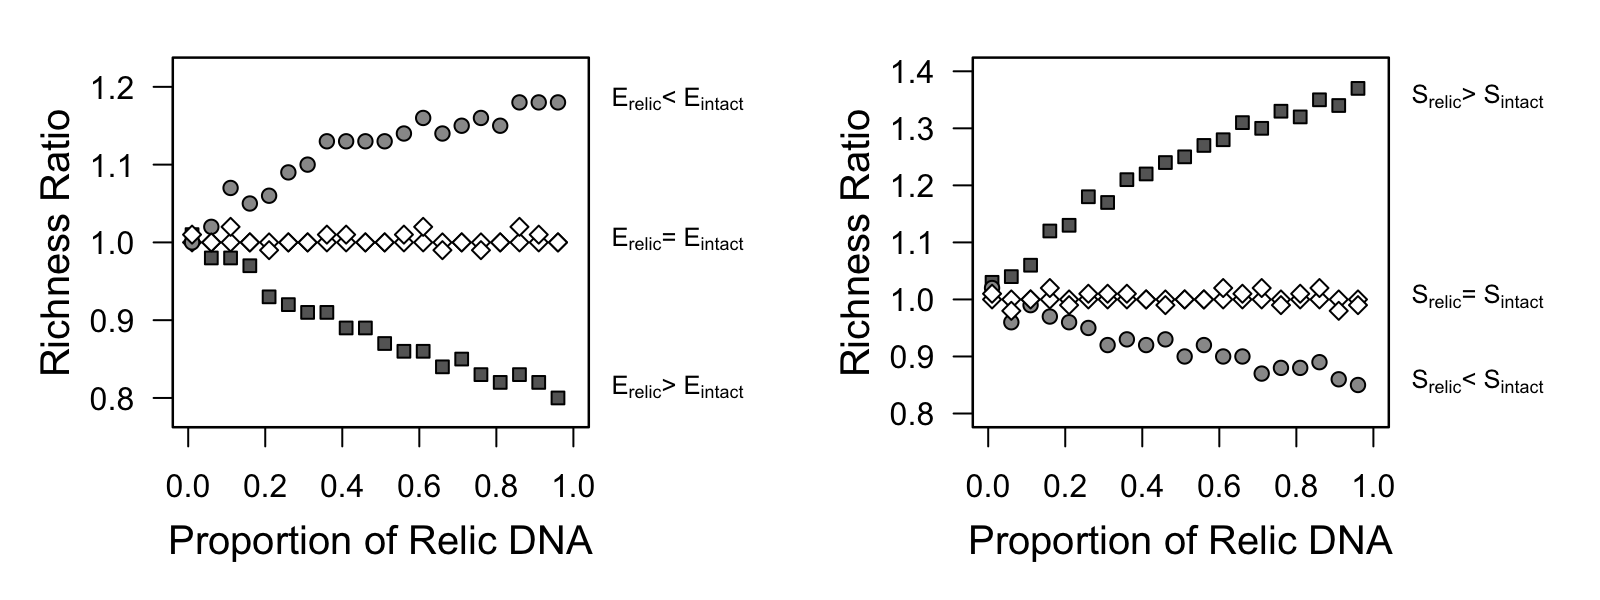 Richness Ratio
1.2
1.1
1.0
0.9
0.8
0.0 0.2 0.4 0.6 0.8 1.0
Proportion of Relic DNA
Erelic< Eintact
Erelic= Eintact
Erelic> Eintact
Richness Ratio
1.4
1.3
1.2
1.1
1.0
0.9
0.8
0.0 0.2 0.4 0.6 0.8 1.0
Proportion of Relic DNA
Srelic> Sintact
Srelic= Sintact
Srelic< Sintact